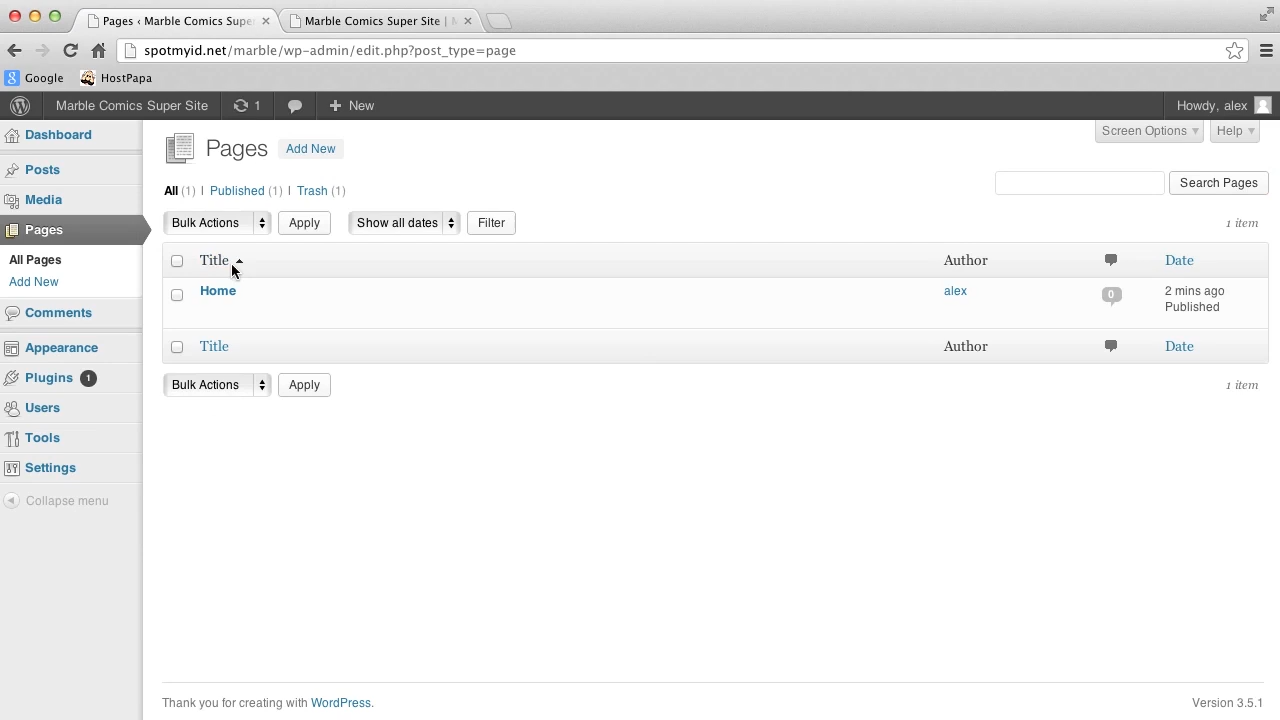 Pages ‹ Marble Comics Supe
Marble Comics Super Site |
spotmyid.net/marble/wp-admin/edit.php?post_type=page
Google
HostPapa
Marble Comics Super Site
1
New
Howdy, alex
Dashboard
Posts
Media
Pages
All Pages
Add New
Comments
Appearance
Plugins 1
Users
Tools
Settings
Collapse menu
Screen Options
Help
Pages Add New
All (1) | Published (1) | Trash (1)
Search Pages
Bulk Actions Apply Show all dates Filter 1 item
Title Author Date
Home alex 0 2 mins ago
Published
Title Author Date
Bulk Actions Apply 1 item
Thank you for creating with WordPress. Version 3.5.1